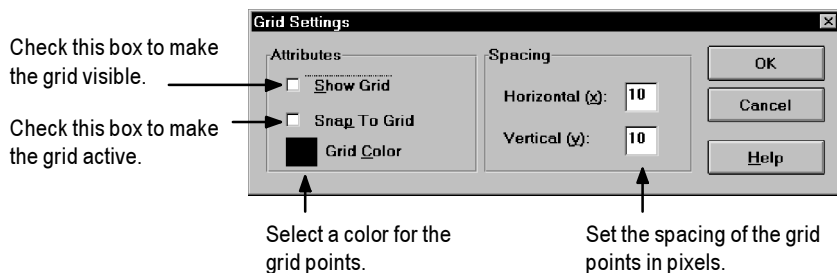 Grid Settings
Check this box to make
the grid visible.
Check this box to make
the grid active.
Attributes
Show Grid
Snap To Grid
Grid Color
Spacing
Horizontal (x): 10
Vertical (y): 10
OK
Cancel
Help
Select a color for the
grid points.
Set the spacing of the grid
points in pixels.